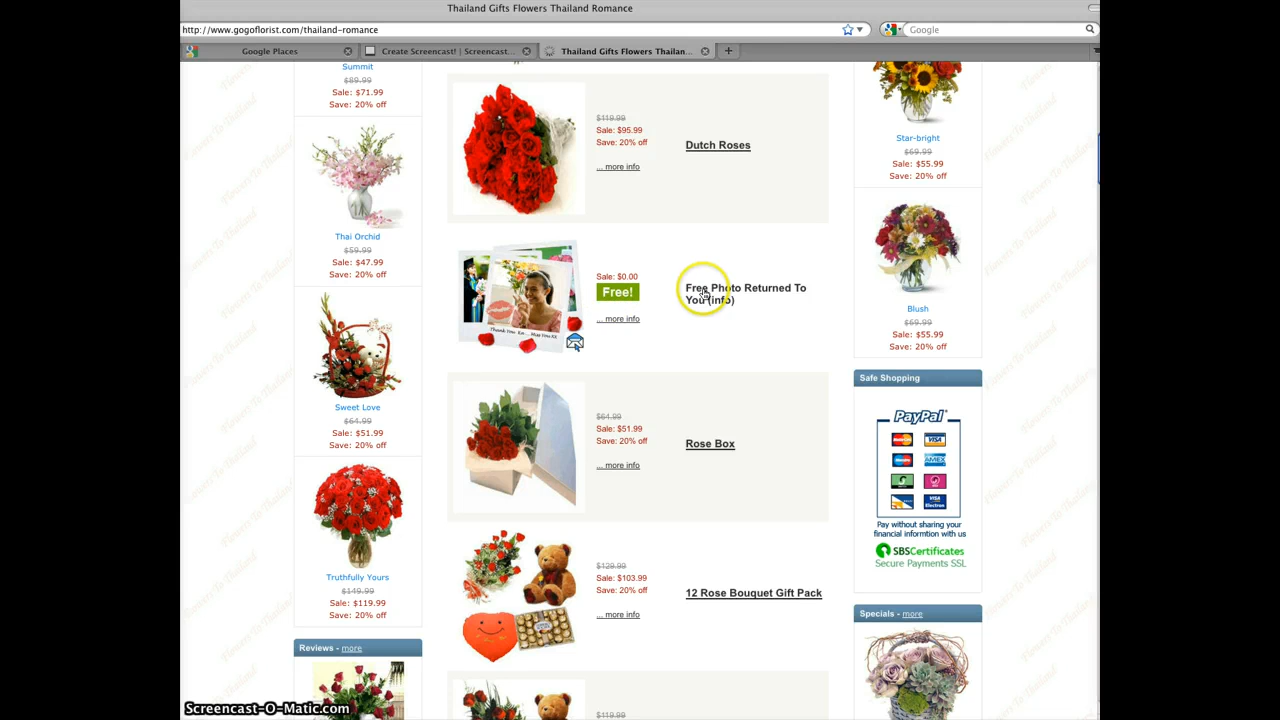 Thailand Gifts Flowers Thailand Romance
http://www.gogoflorist.com/thailand-romance
Google
Google Places
Create Screencast! | Screencast...
Thailand Gifts Flowers Thailan...
Summit
$89.99
Sale: $71.99
Save: 20% off
Thai Orchid
$59.99
Sale: $47.99
Save: 20% off
Sweet Love
$64.99
Sale: $51.99
Save: 20% off
Truthfully Yours
$149.99
Sale: $119.99
Save: 20% off
Reviews - more
$119.99
Sale: $95.99
Save: 20% off
... more info
Dutch Roses
Sale: $0.00
Free!
... more info
Free Photo Returned To
You (info)
$64.99
Sale: $51.99
Save: 20% off
... more info
Rose Box
$129.99
Sale: $103.99
Save: 20% off
... more info
12 Rose Bouquet Gift Pack
$119.99
Star-bright
$69.99
Sale: $55.99
Save: 20% off
Blush
$69.99
Sale: $55.99
Save: 20% off
Safe Shopping
PayPal
VISA
AMEX
VISA
Electron
Pay without sharing your
financial informtion with us
SBSCertificates
Secure Payments SSL
Specials - more
Flowers To Thailand
Screencast-O-Matic.com